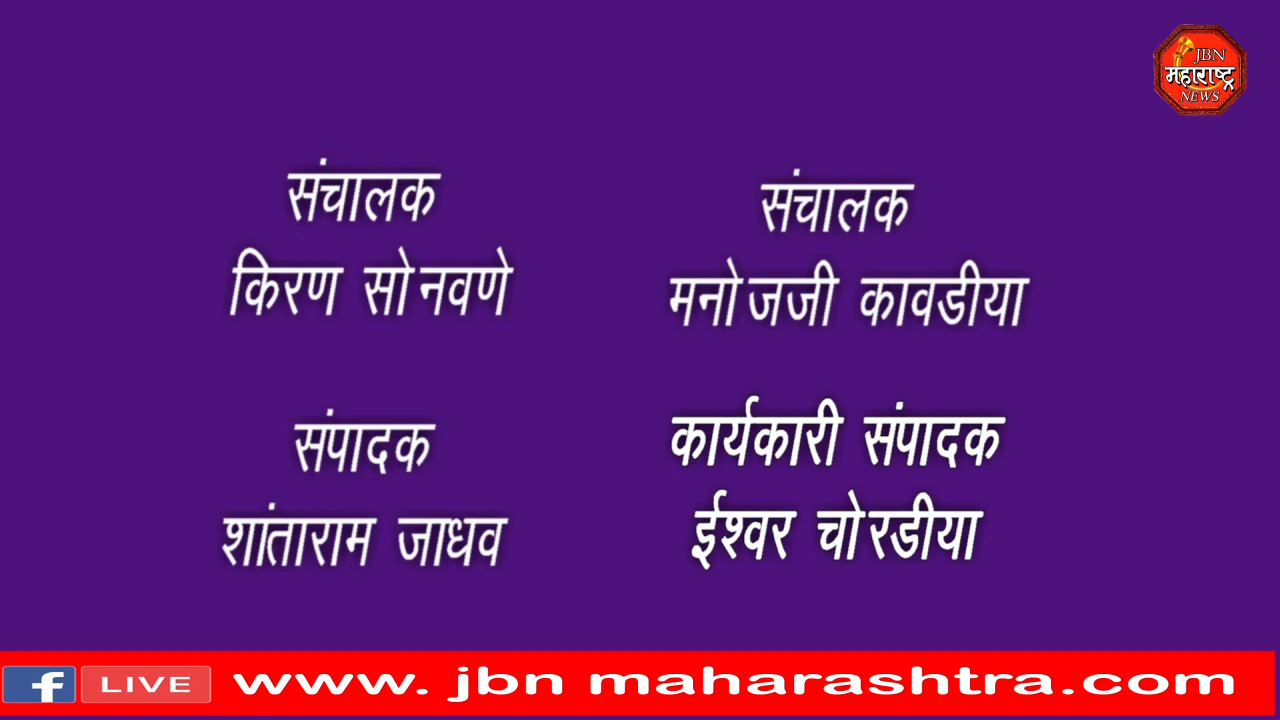 JBN
महाराष्ट्र
NEWS
संचालक
किरण सोनवणे
संचालक
मनोजजी कावडीया
संपादक
शांताराम जाधव
कार्यकारी संपादक
ईश्वर चोरडीया
f LIVE www. jbn maharashtra.com